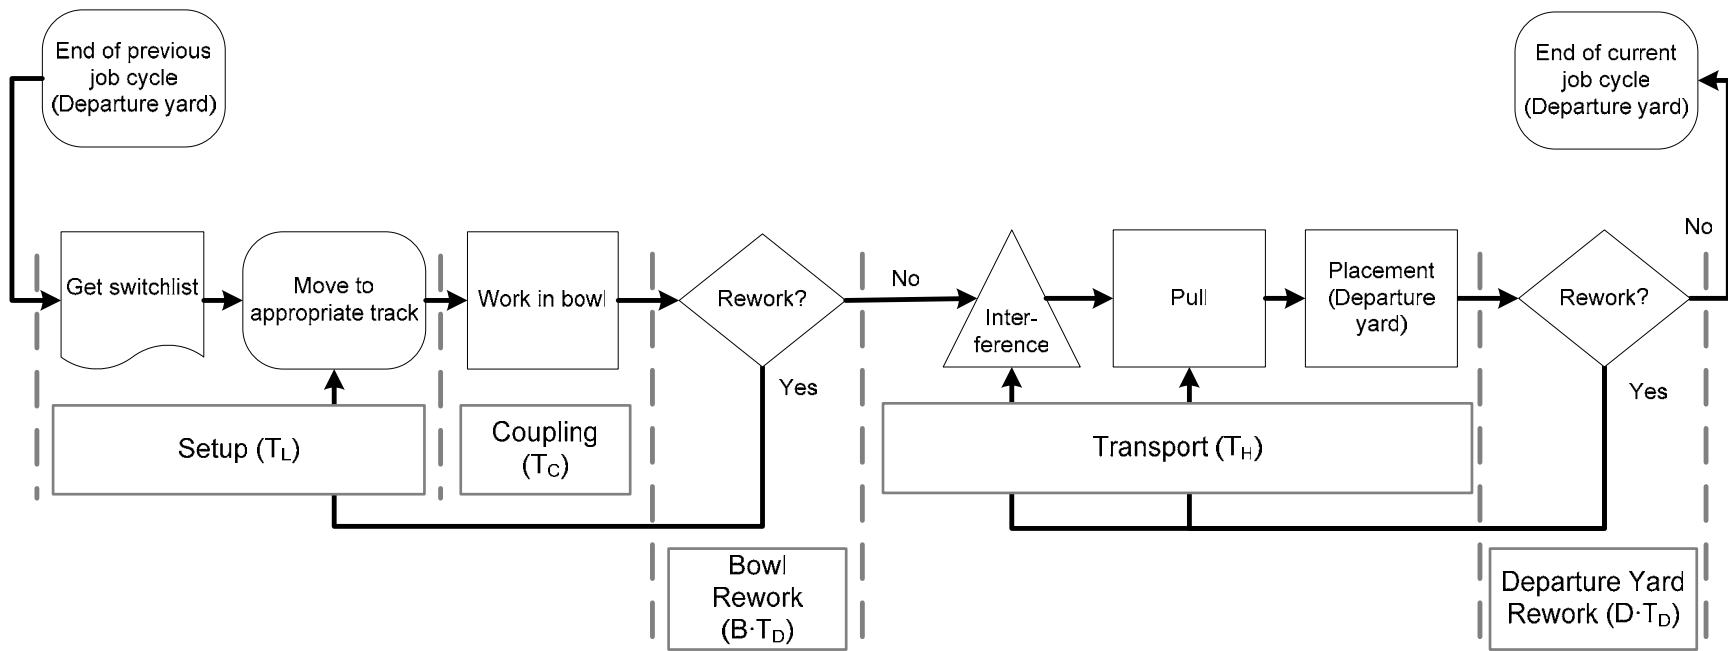 End of previous
job cycle
(Departure yard)
End of current
job cycle
(Departure yard)
Get switchlist
Move to
appropriate track
Work in bowl
Rework?
No
Yes
Inter-
ference
Pull
Placement
(Departure
yard)
Rework?
No
Yes
Setup (TL)
Coupling
(TC)
Transport (TH)
Bowl
Rework
(B·TD)
Departure Yard
Rework (D·TD)